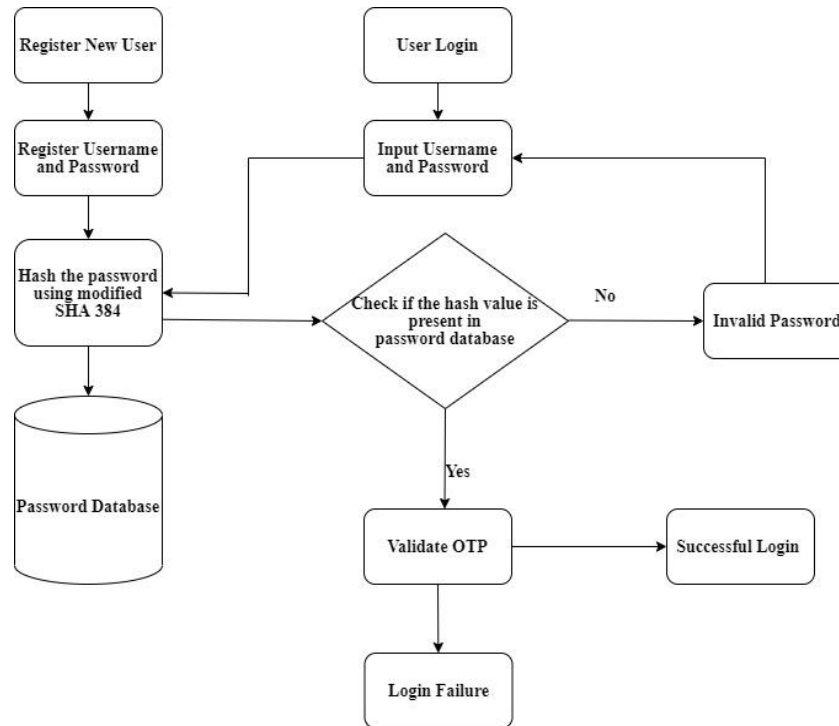 Register New User
User Login
Register Username
and Password
Input Username
and Password
Hash the password
using modified
SHA 384
Check if the hash value is
present in
password database
No
Invalid Password
Password Database
Yes
Validate OTP
Successful Login
Login Failure